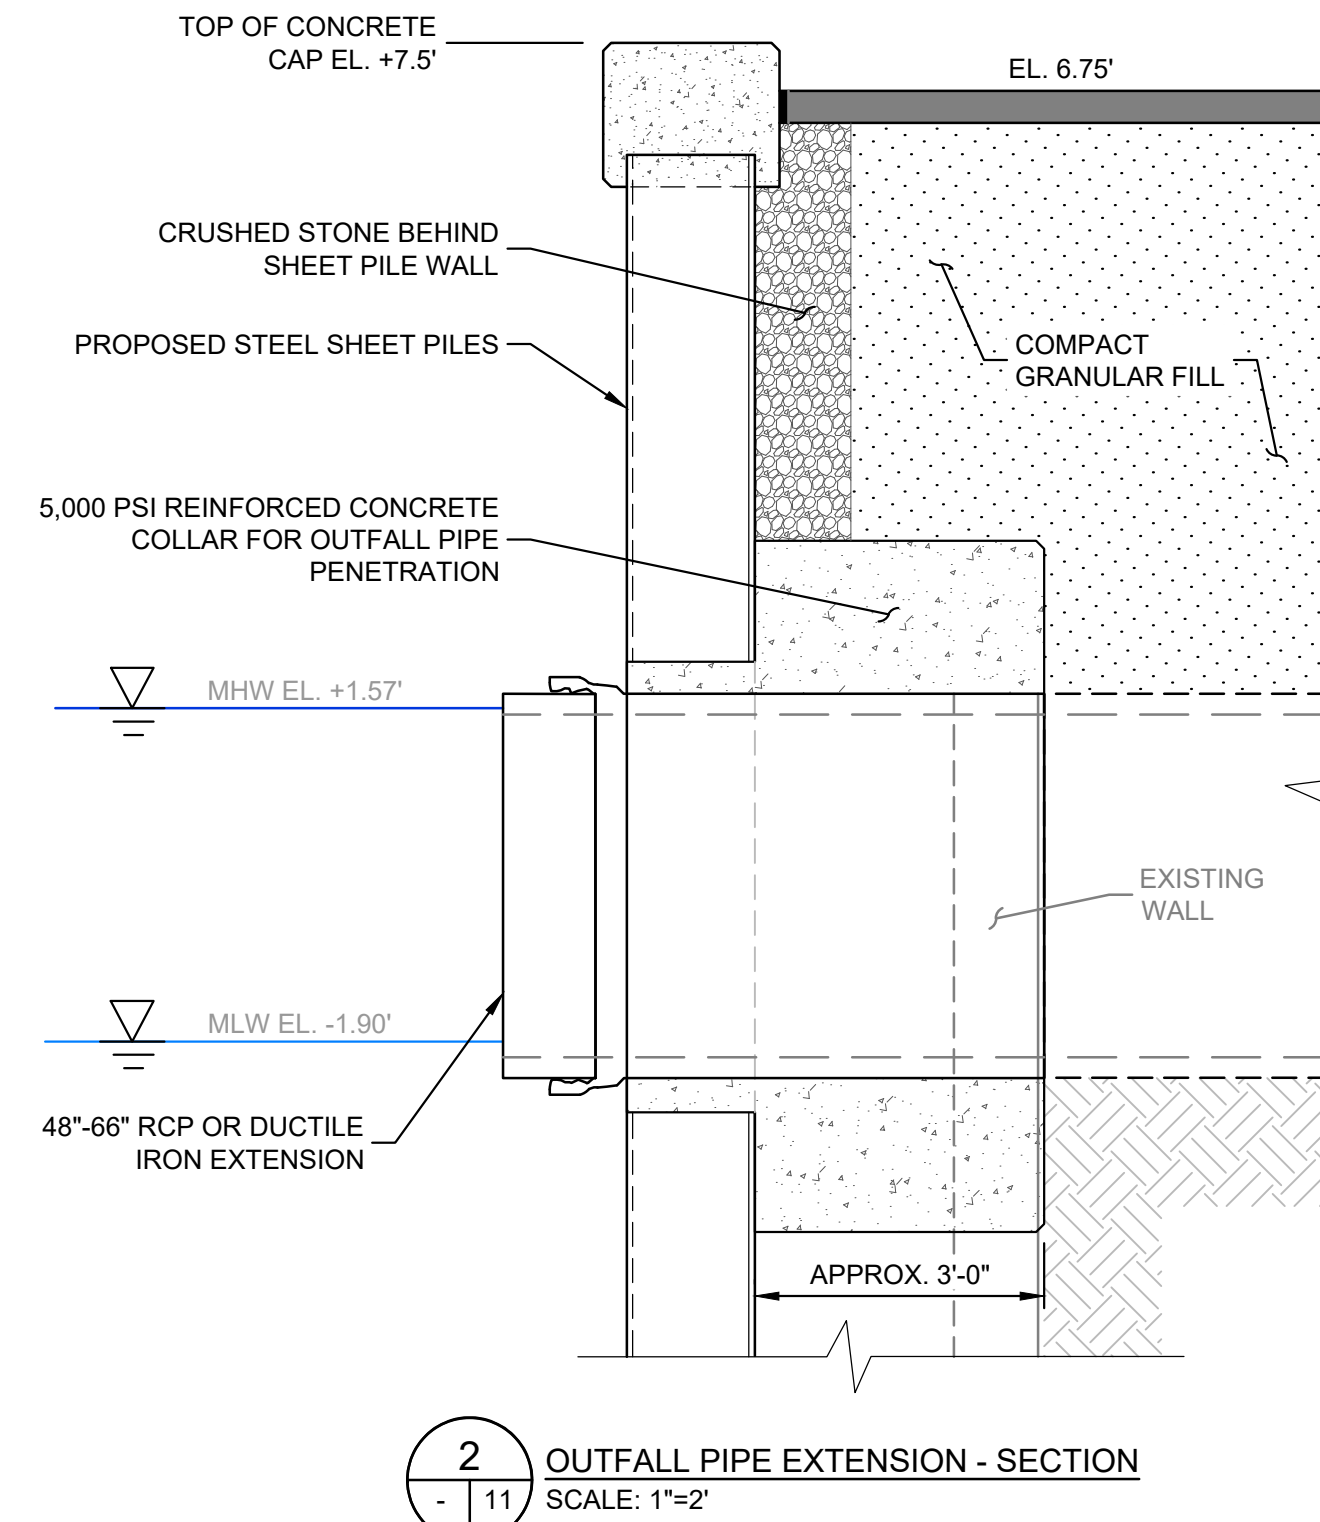 TOP OF CONCRETE
CAP EL. +7.5'
EL. 6.75'
CRUSHED STONE BEHIND
SHEET PILE WALL
PROPOSED STEEL SHEET PILES
COMPACT
GRANULAR FILL
5,000 PSI REINFORCED CONCRETE
COLLAR FOR OUTFALL PIPE
PENETRATION
MHW EL. +1.57'
EXISTING
WALL
MLW EL. -1.90'
48"-66" RCP OR DUCTILE
IRON EXTENSION
APPROX. 3'-0"
2
- 11
OUTFALL PIPE EXTENSION - SECTION
SCALE: 1"=2'